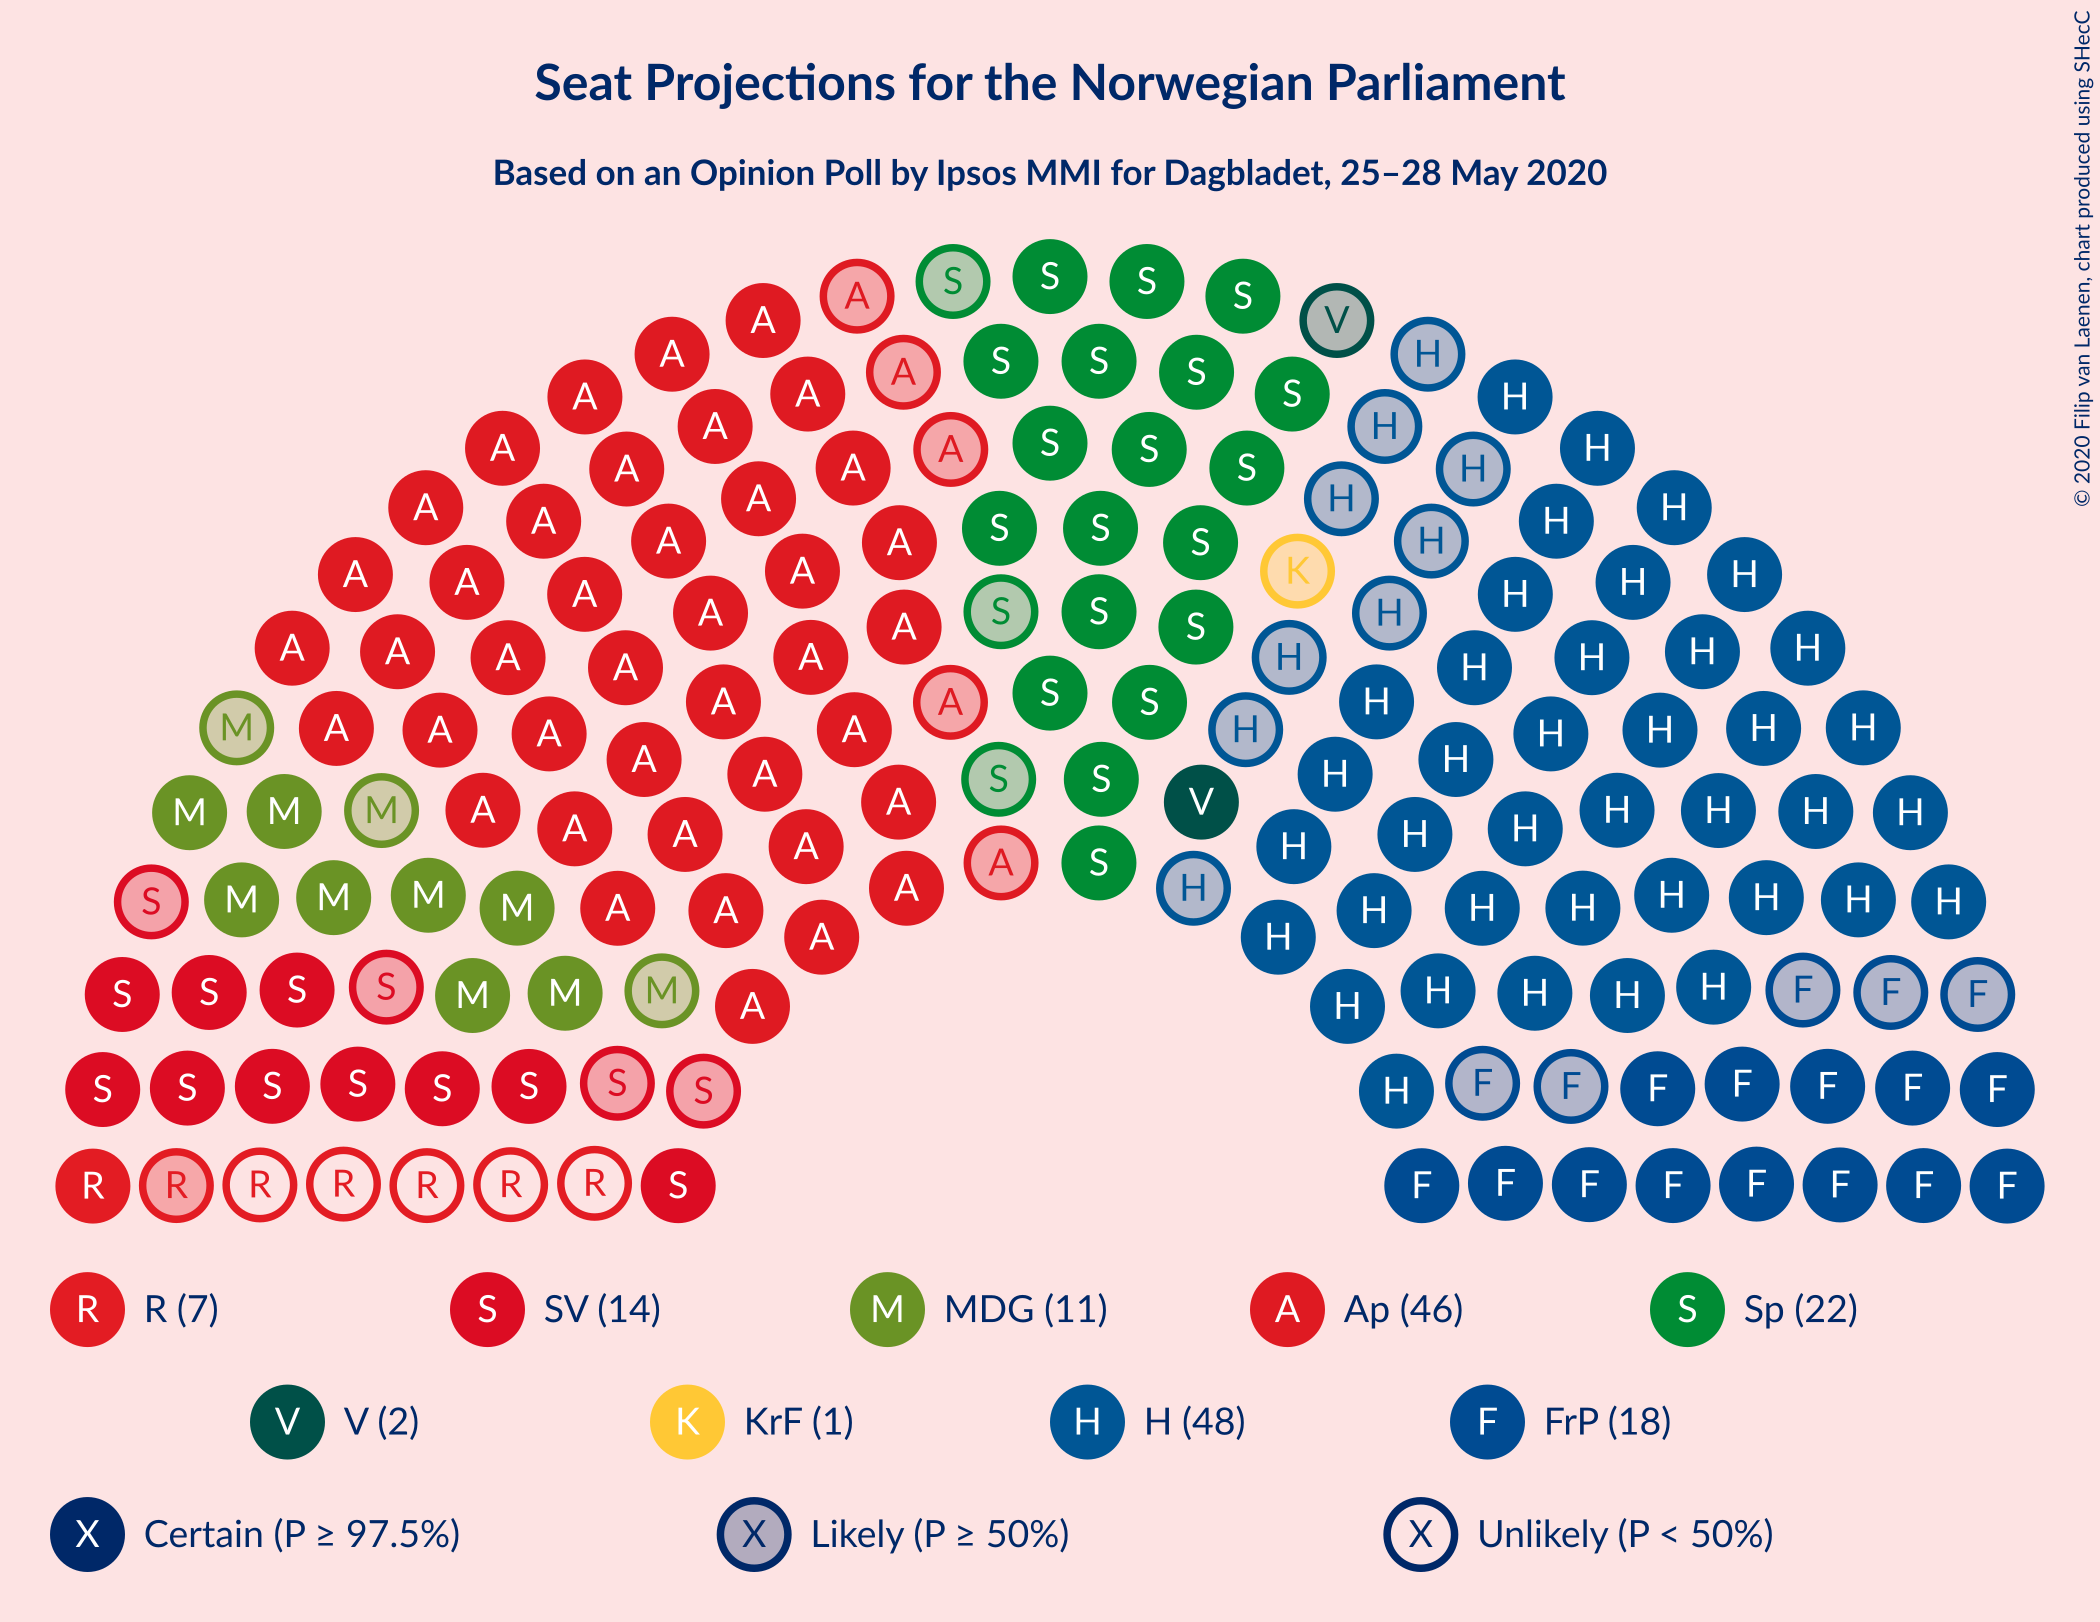 Seat Projections for the Norwegian Parliament
Based on an Opinion Poll by Ipsos MMI for Dagbladet, 25–28 May 2020
© 2020 Filip van Laenen, chart produced using SHecC
A S S S V
A A H
A S S S H
A A A S H H
A A S S H
A A A S H H
A A S S H
A A A S K H H
A A A S S H H
A A A S H H
A A A A S H H H
A A A A H H H
M A A A A S S H H H H
A A A A S V H H H
M M M A A A A S H H H H
A A A S H H H
S M M M M A A A H H H H H H H
A H
S S S S M M M A H H H H H F F F
S S S S S S S S H F F F F F F F
R R R R R R R S F F F F F F F F
R R (7) S SV (14) M MDG (11) A Ap (46) S Sp (22)
V V (2) K KrF (1) H H (48) F FrP (18)
X Certain (P ≥ 97.5%) X Likely (P ≥ 50%) X Unlikely (P < 50%)